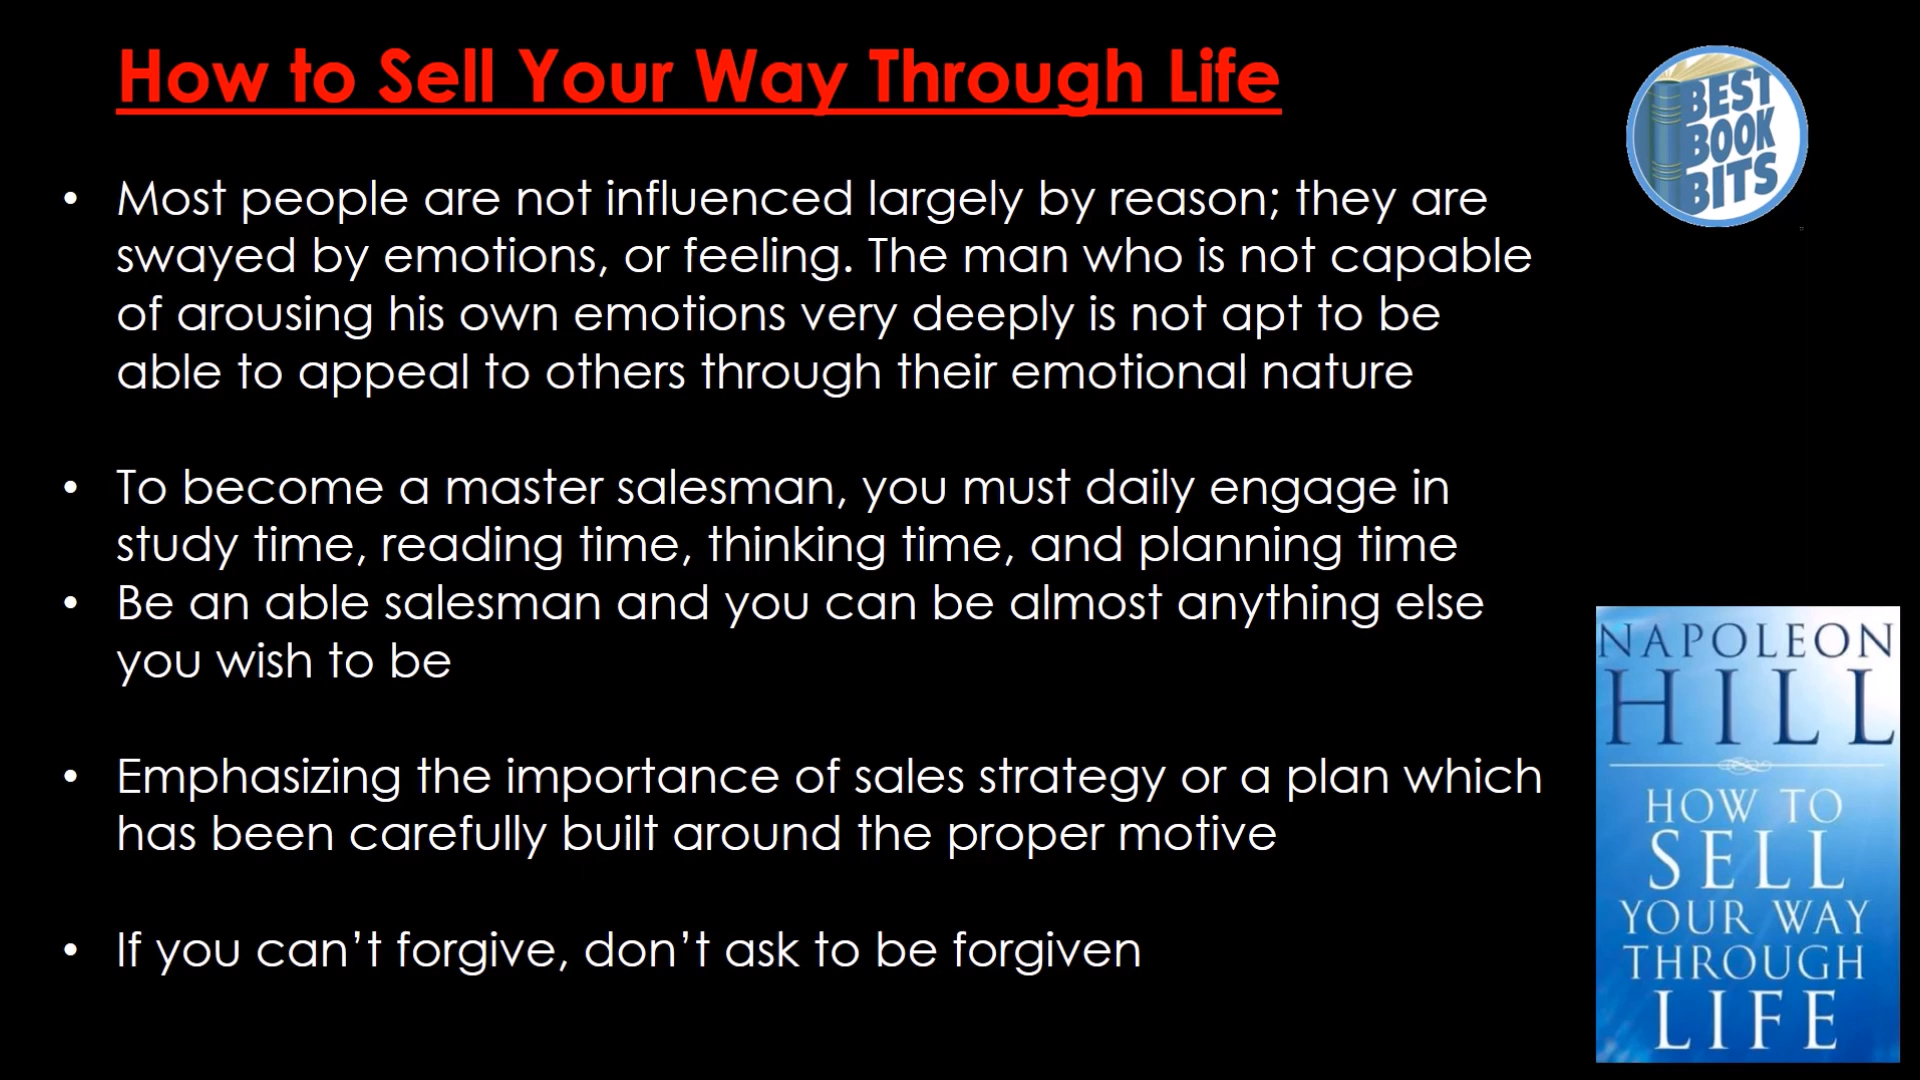 How to Sell Your Way Through Life
BEST
BOOK
BITS
• Most people are not influenced largely by reason; they are
swayed by emotions, or feeling. The man who is not capable
of arousing his own emotions very deeply is not apt to be
able to appeal to others through their emotional nature
• To become a master salesman, you must daily engage in
study time, reading time, thinking time, and planning time
• Be an able salesman and you can be almost anything else
you wish to be
• Emphasizing the importance of sales strategy or a plan which
has been carefully built around the proper motive
• If you can’t forgive, don’t ask to be forgiven
NAPOLEON
HILL
HOW TO
SELL
YOUR WAY
THROUGH
LIFE